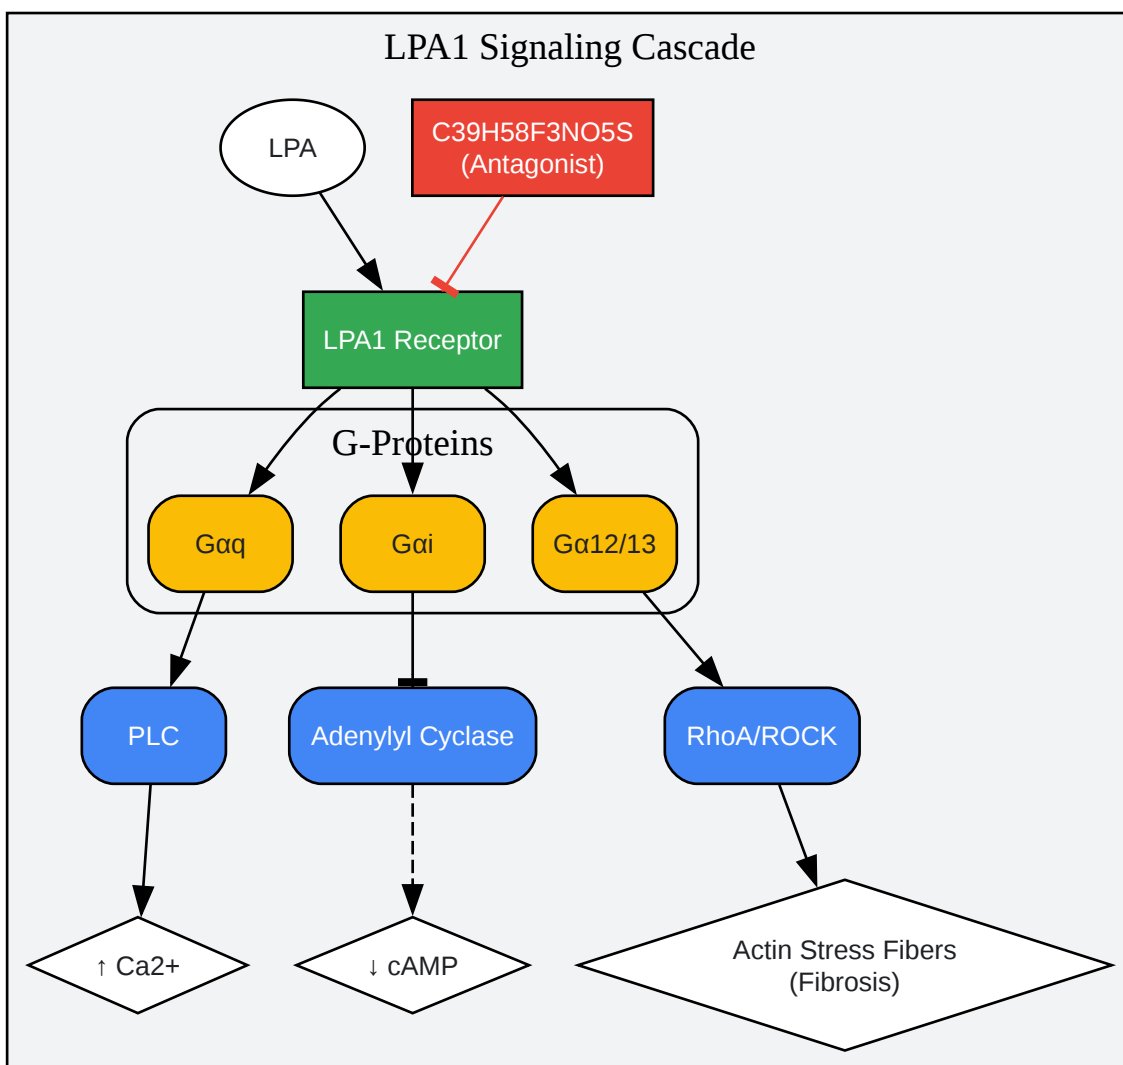 LPA1 Signaling Cascade
LPA
C39H58F3NO5S
(Antagonist)
LPA1 Receptor
G-Proteins
Gαq
Gαi
Gα12/13
PLC
Adenylyl Cyclase
RhoA/ROCK
↑ Ca2+
↓ cAMP
Actin Stress Fibers
(Fibrosis)